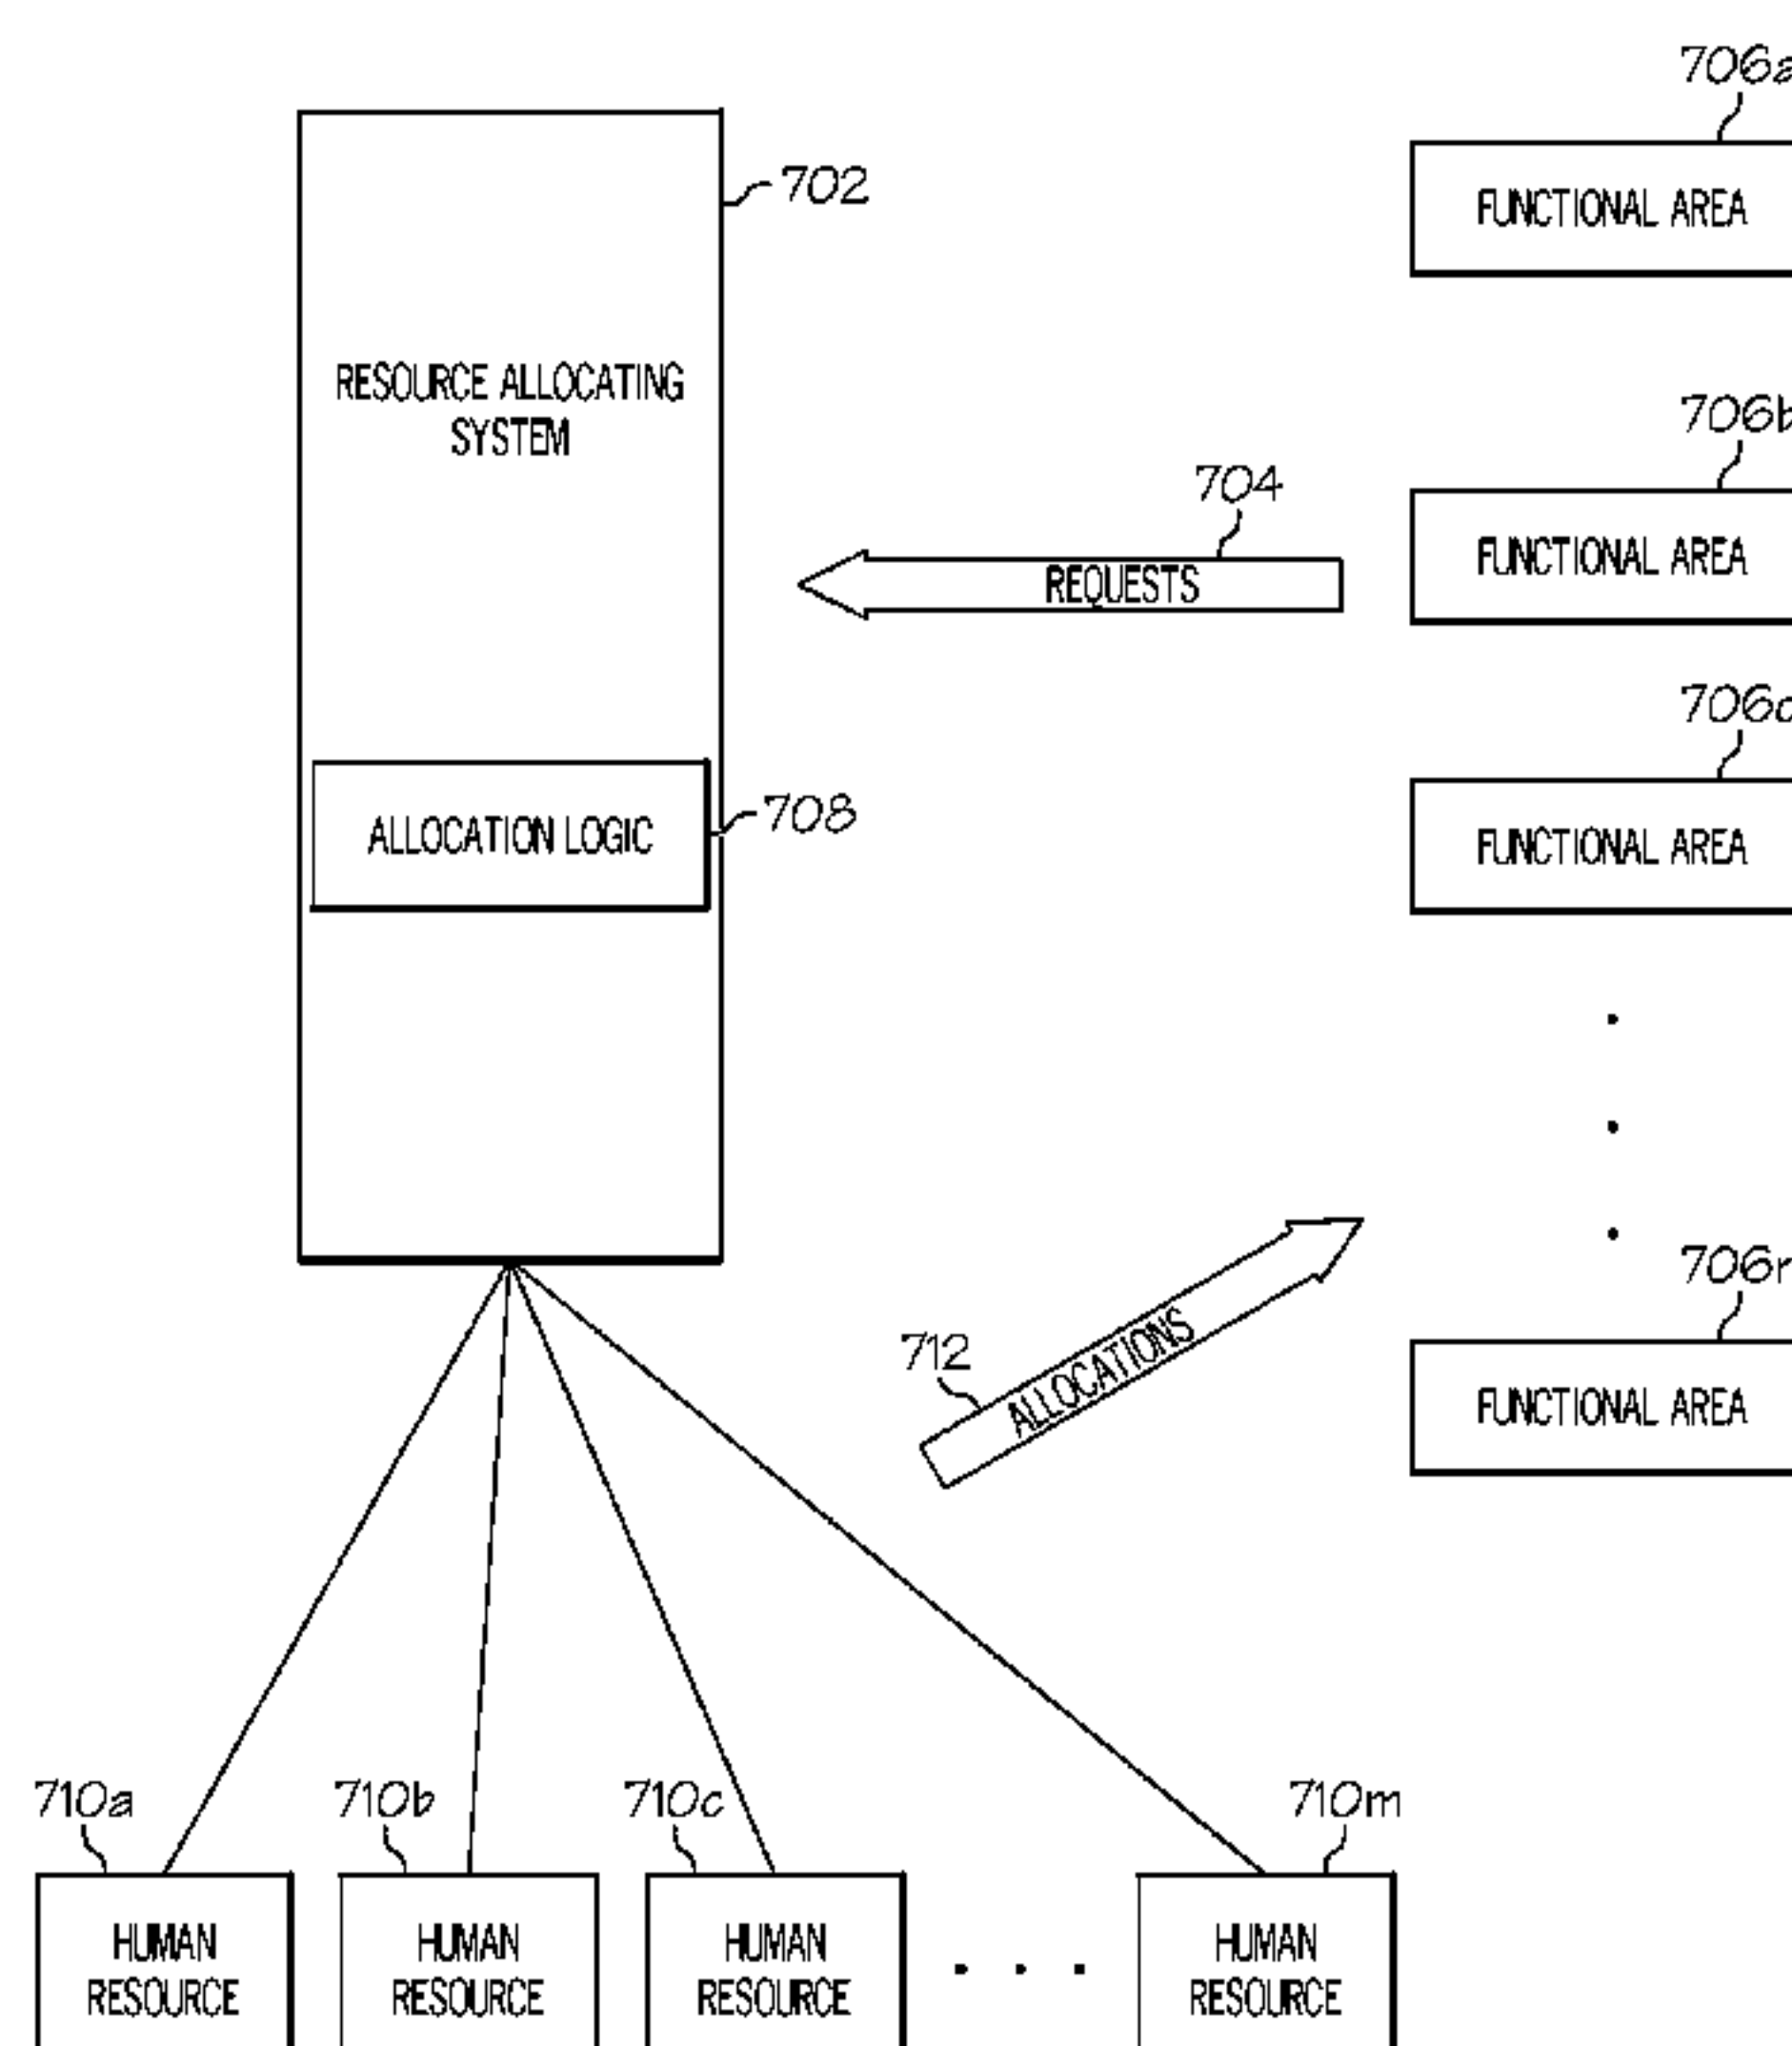 706a
FUNCTIONAL AREA
702
RESOURCE ALLOCATING
SYSTEM
706b
704
FUNCTIONAL AREA
REQUESTS
706c
ALLOCATION LOGIC
708
FUNCTIONAL AREA
712
ALLOCATIONS
FUNCTIONAL AREA
710a
710b
710c
710m
HUMAN
RESOURCE
HUMAN
RESOURCE
HUMAN
RESOURCE
HUMAN
RESOURCE